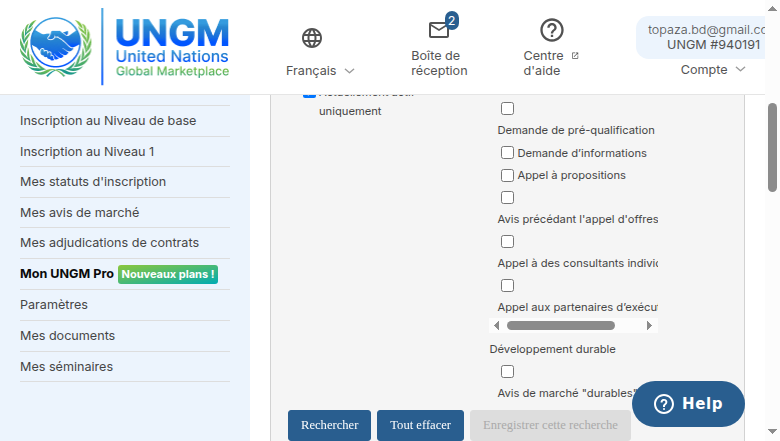 UNGM
United Nations
Global Marketplace
Français
2
Boîte de
réception
Centre
d'aide
topaza.bd@gmail.co
UNGM #940191
Compte
Inscription au Niveau de base
Inscription au Niveau 1
Mes statuts d'inscription
Mes avis de marché
Mes adjudications de contrats
Mon UNGM Pro Nouveaux plans !
Paramètres
Mes documents
Mes séminaires
uniquement
Demande de pré-qualification
Demande d’informations
Appel à propositions
Avis précédant l'appel d'offres
Appel à des consultants individ
Appel aux partenaires d’exécut
Développement durable
Avis de marché "durables"
Rechercher
Tout effacer
Enregistrer cette recherche
Help